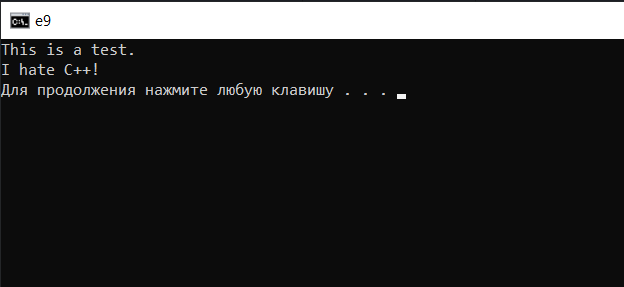 e9
This is a test.
I hate C++!
Для продолжения нажмите любую клавишу . . .